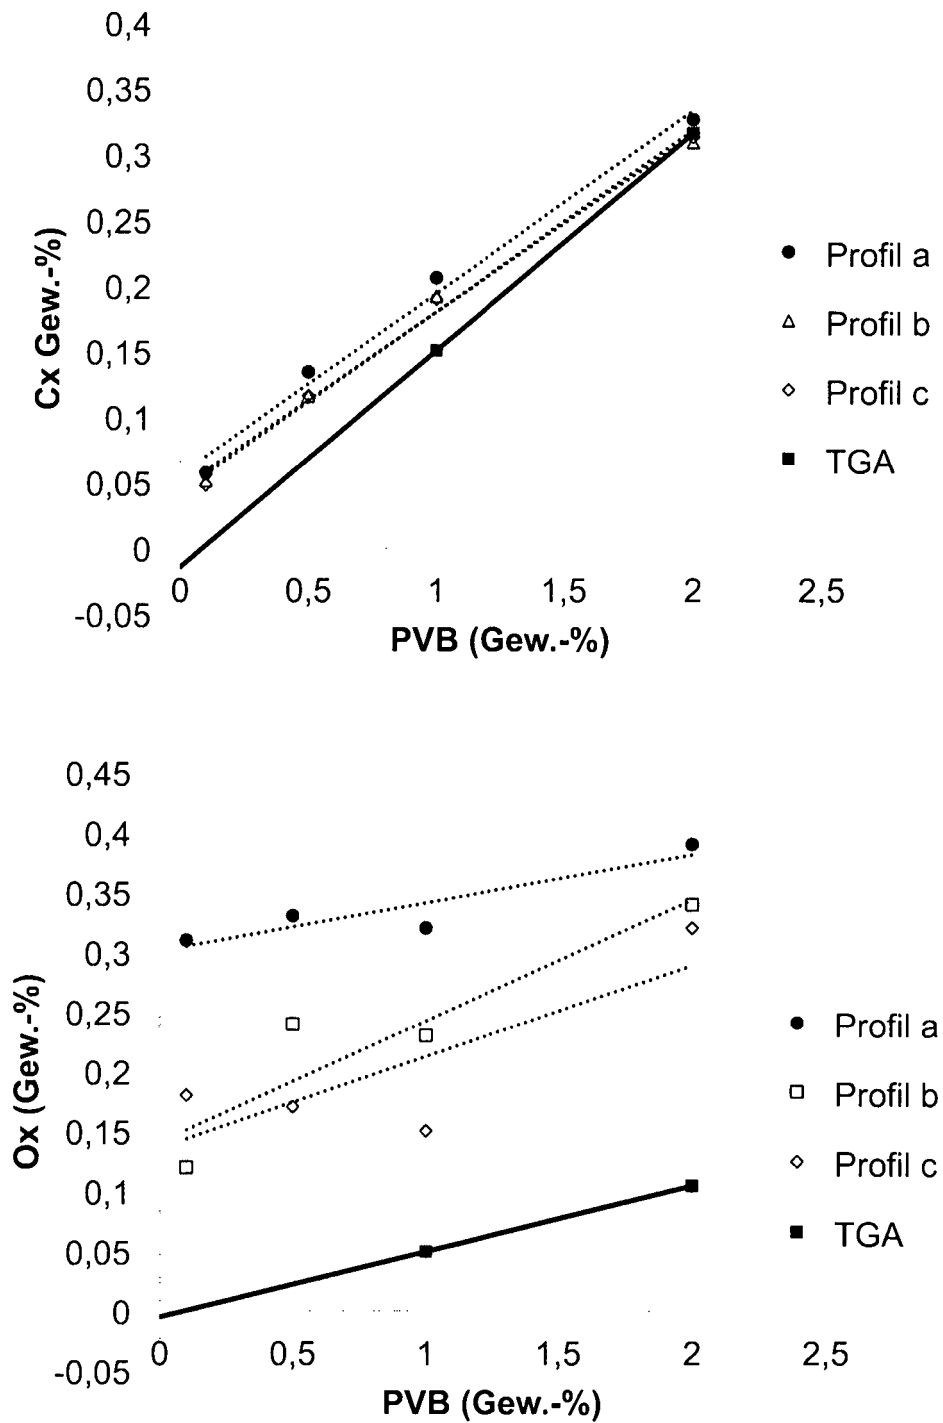 0,4
0,35
0,3
0,25
0,2
0,15
0,1
0,05
0
-0,05
Cx Gew.-%)
0 0,5 1 1,5 2 2,5
PVB (Gew.-%)
Profil a
Profil b
Profil c
TGA
0,45
0,4
0,35
0,3
0,25
0,2
0,15
0,1
0,05
0
-0,05
Ox (Gew.-%)
0 0,5 1 1,5 2 2,5
PVB (Gew.-%)
Profil a
Profil b
Profil c
TGA